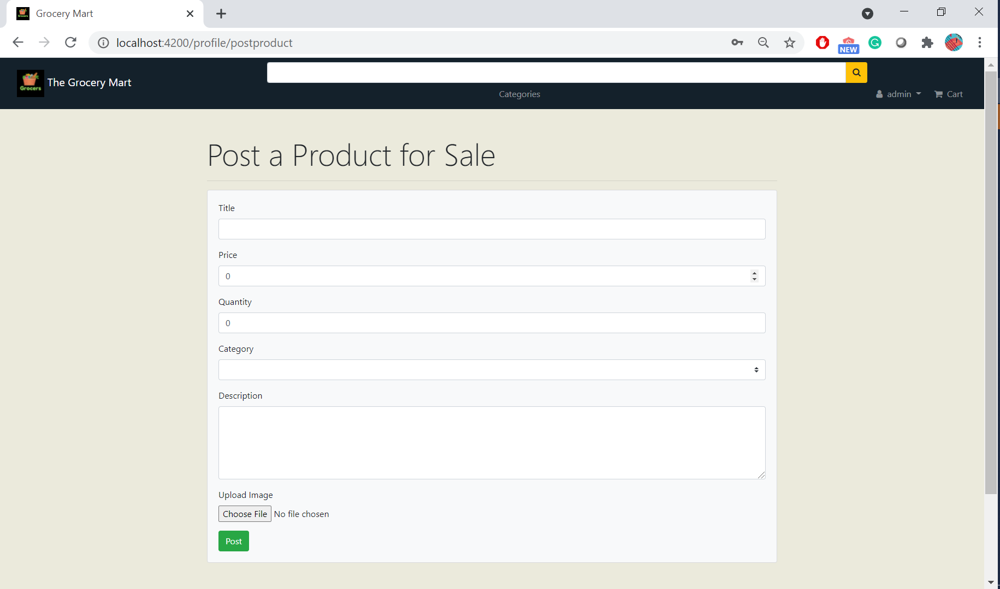 Grocery Mart
localhost:4200/profile/postproduct
NEW
Grocers
The Grocery Mart
Categories
admin
Cart
Post a Product for Sale
Title
Price
0
Quantity
0
Category
Description
Upload Image
Choose File No file chosen
Post